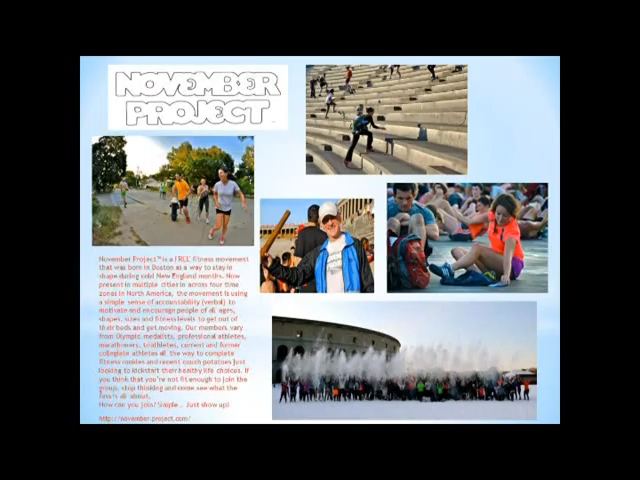 NOVEMBER
PROJECT
November Project™ is a FREE fitness movement
that was born in Boston as a way to stay in
shape during cold New England months. Now
present in multiple cities in across four time
zones in North America, the movement is using
a simple sense of accountability (verbal) to
motivate and encourage people of all ages,
shapes, sizes and fitness levels to get out of
their beds and get moving. Our members vary
from Olympic medalists, professional athletes,
marathoners, triathletes, current and former
collegiate athletes all the way to complete
fitness rookies and recent couch potatoes just
looking to kickstart their healthy life choices. If
you think that you're not fit enough to join the
group, stop thinking and come see what the
fuss is all about.
How can you join? Simple... Just show up!
http://november-project.com/